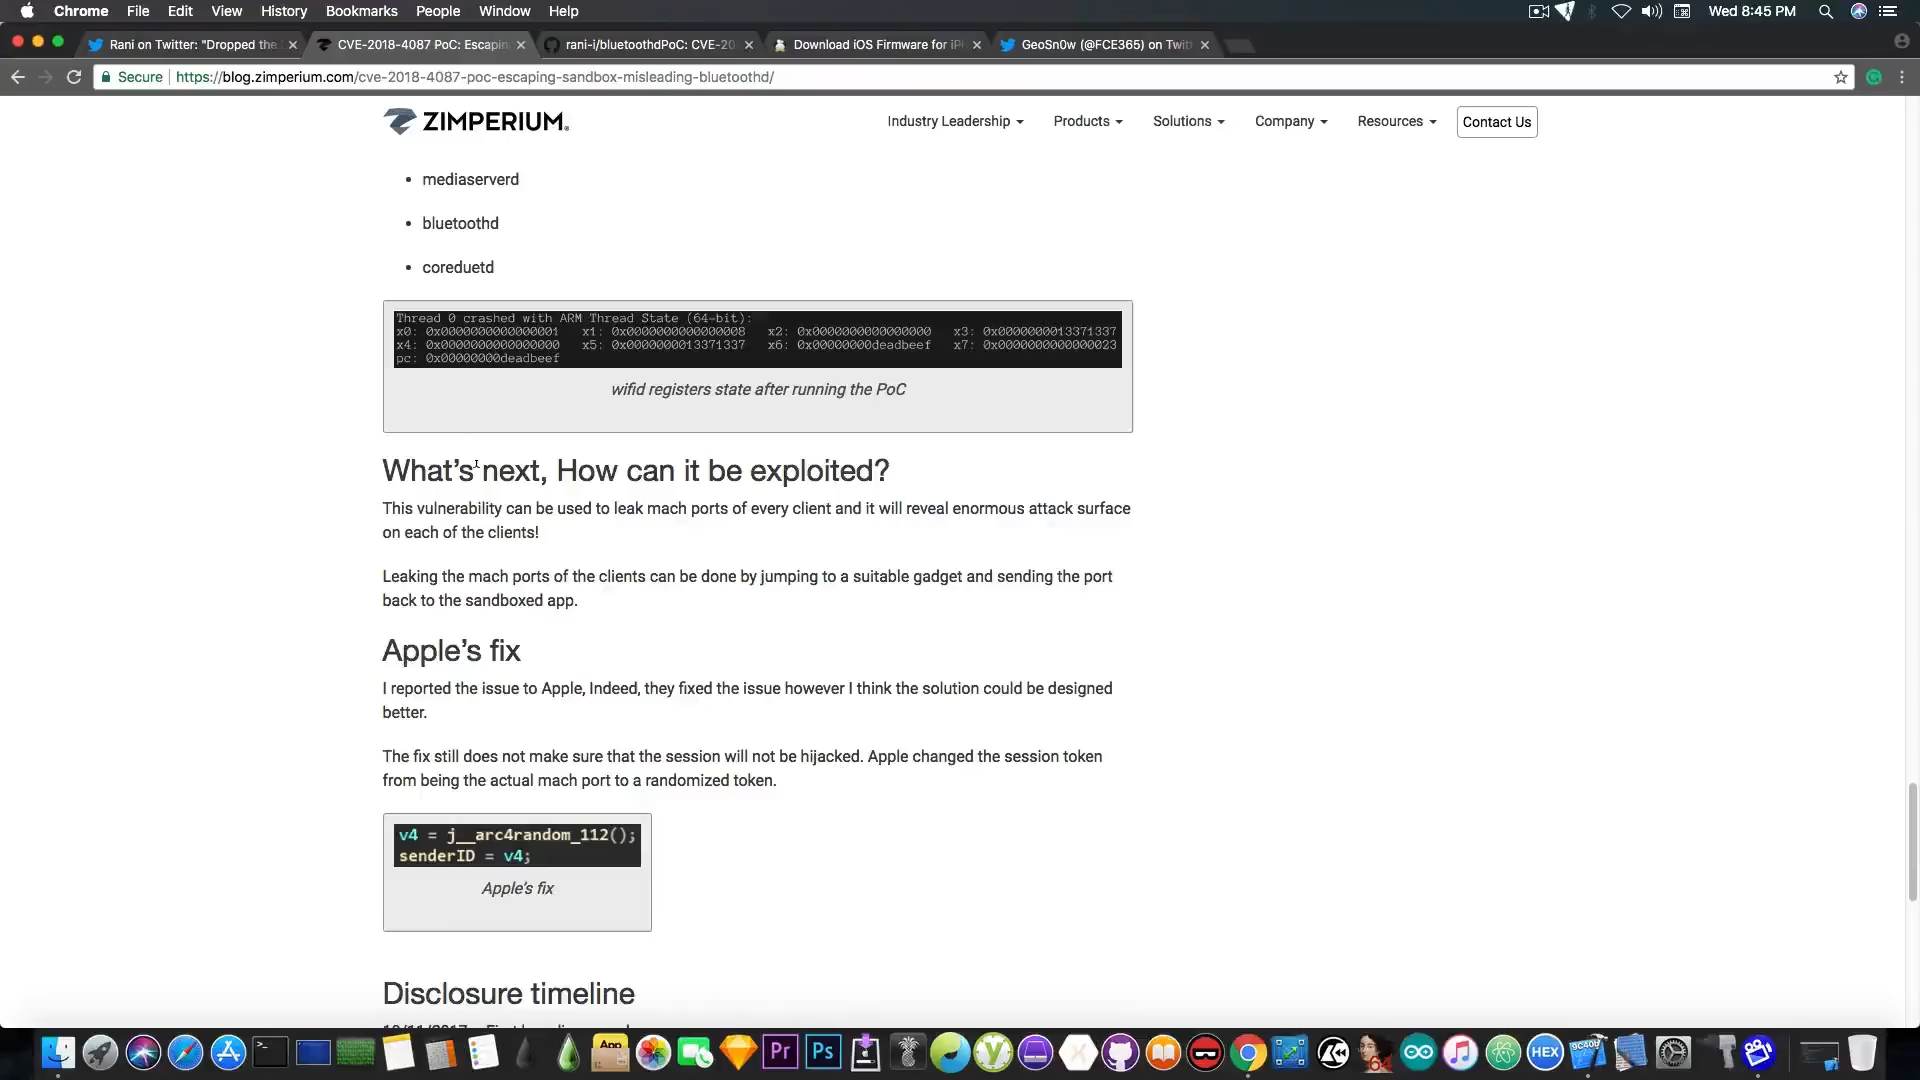 Chrome File Edit View History Bookmarks People Window Help Wed 8:45 PM
Rani on Twitter: "Dropped the CVE-2018-4087 PoC: Escaping rani-i/bluetoothdPoC: CVE-20 Download iOS Firmware for iP GeoSn0w (@FCE365) on Twitt
Secure https://blog.zimperium.com/cve-2018-4087-poc-escaping-sandbox-misleading-bluetoothd/
ZIMPERIUM. Industry Leadership Products Solutions Company Resources Contact Us
• mediaserverd
• bluetoothd
• coreduetd
Thread 0 crashed with ARM Thread State (64-bit):
x0: 0x0000000000000001 x1: 0x0000000000000008 x2: 0x0000000000000000 x3: 0x0000000013371337
x4: 0x0000000000000000 x5: 0x0000000013371337 x6: 0x00000000deadbeef x7: 0x0000000000000023
pc: 0x00000000deadbeef
wifid registers state after running the PoC
What's next, How can it be exploited?
This vulnerability can be used to leak mach ports of every client and it will reveal enormous attack surface
on each of the clients!
Leaking the mach ports of the clients can be done by jumping to a suitable gadget and sending the port
back to the sandboxed app.
Apple's fix
I reported the issue to Apple, Indeed, they fixed the issue however I think the solution could be designed
better.
The fix still does not make sure that the session will not be hijacked. Apple changed the session token
from being the actual mach port to a randomized token.
v4 = j__arc4random_112();
senderID = v4;
Apple's fix
Disclosure timeline
App
Pr
Ps
64
HEX